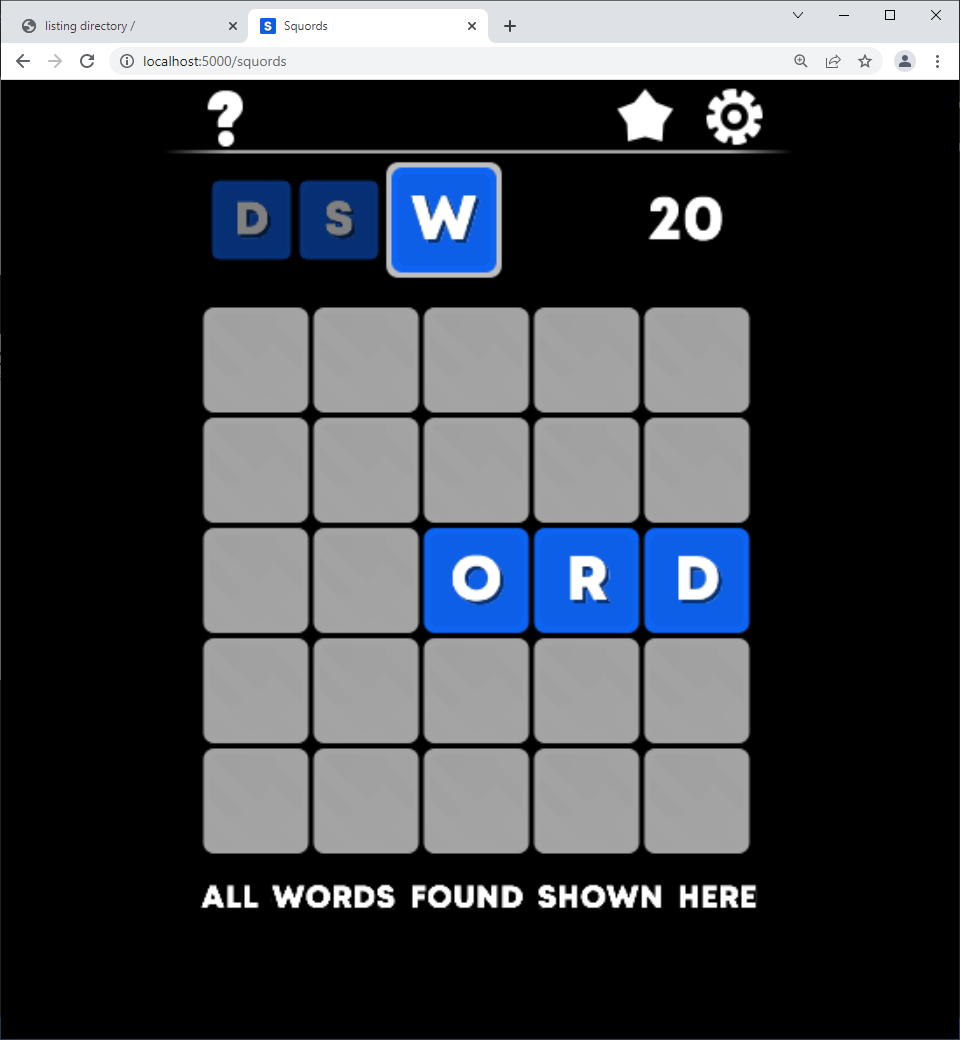 listing directory /
S Squords
localhost:5000/squords
?
D S W 20
O R D
ALL WORDS FOUND SHOWN HERE